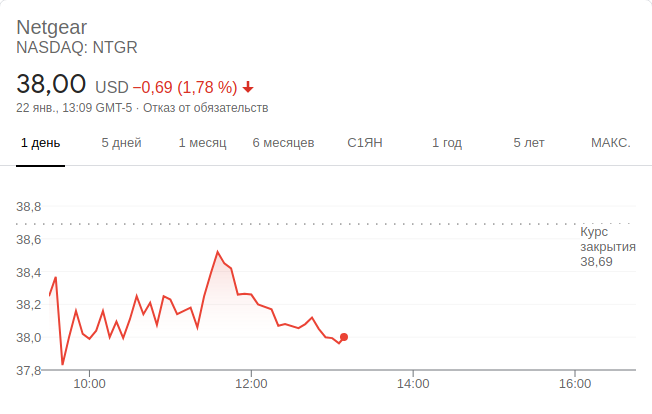 Netgear
NASDAQ: NTGR
38,00 USD −0,69 (1,78 %)
22 янв., 13:09 GMT-5 · Отказ от обязательств
1 день 5 дней 1 месяц 6 месяцев С1ЯН 1 год 5 лет МАКС.
38,8
Курс
38,6
закрытия
38,69
38,4
38,2
38,0
37,8
10:00 12:00 14:00 16:00